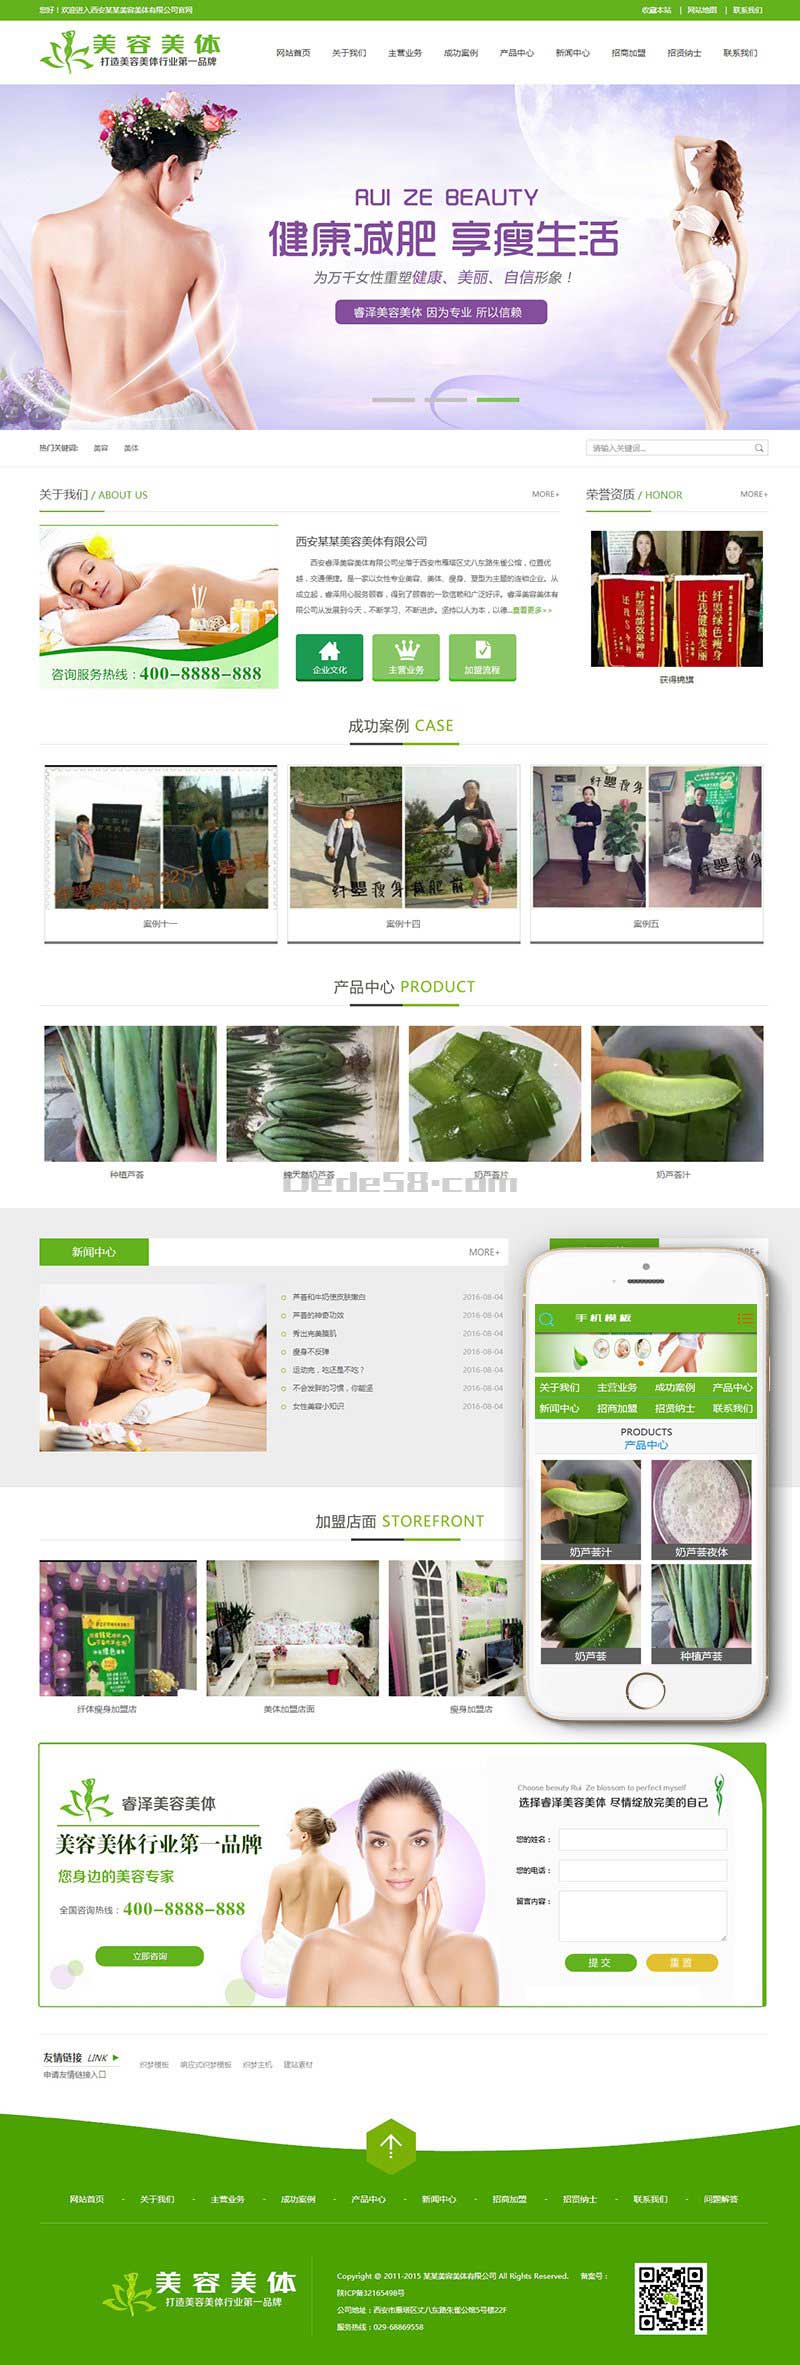 您好！欢迎进入西安某某美容美体有限公司官网
收藏本站 | 网站地图 | 联系我们
美容美体
打造美容美体行业第一品牌
网站首页 关于我们 主营业务 成功案例 产品中心 新闻中心 招商加盟 招贤纳士 联系我们
RUI ZE BEAUTY
健康减肥 享瘦生活
为万千女性重塑健康、美丽、自信形象！
睿泽美容美体 因为专业 所以信赖
热门关键词: 美容 美体
请输入关键词...
关于我们 / ABOUT US
MORE+
荣誉资质 / HONOR
MORE+
西安某某美容美体有限公司
西安睿泽美容美体有限公司坐落于西安市雁塔区丈八东路朱雀公馆，位置优
越，交通便捷。是一家以女性专业美容、美体、瘦身、塑型为主题的连锁企业。从
成立起，睿泽用心服务顾客，得到了顾客的一致信赖和广泛好评。睿泽美容美体有
限公司从发展到今天，不断学习、不断进步。坚持以人为本，以德...查看更多>>
咨询服务热线：400-8888-888
企业文化
主营业务
加盟流程
纤婴局部效果神奇
还我S身材
纤婴绿色瘦身
还我健康美丽
获得锦旗
成功案例 CASE
纤婴瘦身减肥前
纤婴瘦身
案例十一
案例十四
案例五
产品中心 PRODUCT
种植芦荟
纯天然奶芦荟
奶芦荟片
奶芦荟汁
Dede58.com
新闻中心
MORE+
芦荟和牛奶使皮肤嫩白 2016-08-04
芦荟的神奇功效 2016-08-04
秀出完美腹肌 2016-08-04
瘦身不反弹 2016-08-04
运动完，吃还是不吃？ 2016-08-04
不会发胖的习惯，你能坚 2016-08-04
女性美容小知识 2016-08-04
手机模板
关于我们 主营业务 成功案例 产品中心
新闻中心 招商加盟 招贤纳士 联系我们
PRODUCTS
产品中心
奶芦荟汁
奶芦荟夜体
奶芦荟
种植芦荟
加盟店面 STOREFRONT
纤体瘦身加盟店
美体加盟店面
瘦身加盟店
睿泽美容美体
美容美体行业第一品牌
您身边的美容专家
全国咨询热线：400-8888-888
立即咨询
Choose beauty Rui Ze blossom to perfect myself
选择睿泽美容美体 尽情绽放完美的自己
您的姓名：
您的电话：
留言内容：
提 交
重 置
友情链接 LINK
申请友情链接入口
织梦模板 响应式织梦模板 织梦主机 建站素材
网站首页 - 关于我们 - 主营业务 - 成功案例 - 产品中心 - 新闻中心 - 招商加盟 - 招贤纳士 - 联系我们 - 问题解答
美容美体
打造美容美体行业第一品牌
Copyright @ 2011-2015 某某美容美体有限公司 All Rights Reserved. 备案号：
陕ICP备32165498号
公司地址：西安市雁塔区丈八东路朱雀公馆5号楼22F
服务热线：029-68869558